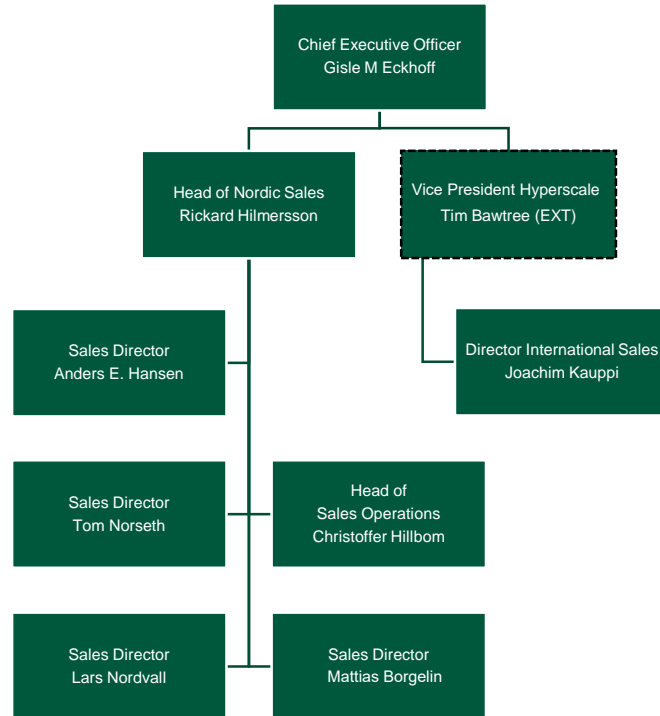 Chief Executive Officer
Gisle M Eckhoff
Head of Nordic Sales
Rickard Hilmersson
Vice President Hyperscale
Tim Bawtree (EXT)
Sales Director
Anders E. Hansen
Director International Sales
Joachim Kauppi
Sales Director
Tom Norseth
Head of
Sales Operations
Christoffer Hillbom
Sales Director
Lars Nordvall
Sales Director
Mattias Borgelin